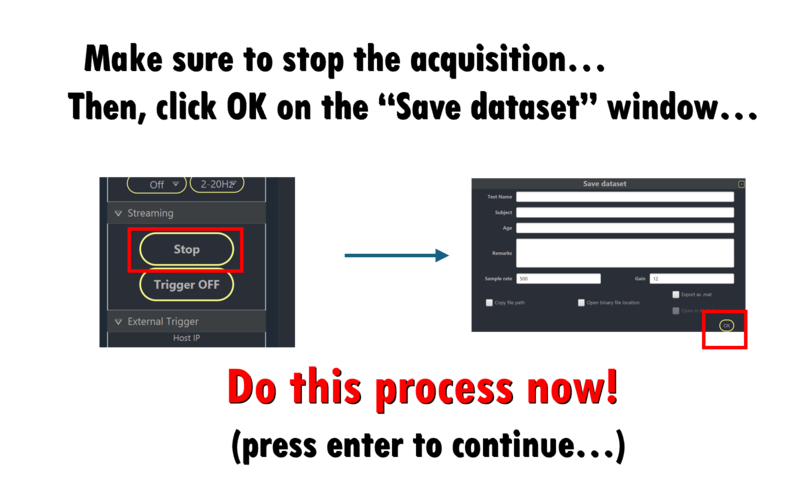 Make sure to stop the acquisition...
Then, click OK on the “Save dataset” window...
Off
2-20Hz
Streaming
Stop
Trigger OFF
External Trigger
Host IP
Save dataset
Test Name
Subject
Age
Remarks
Sample rate 500 Gain 12
Copy file path
Open binary file location
Export as .mat
OK
Do this process now!
(press enter to continue...)